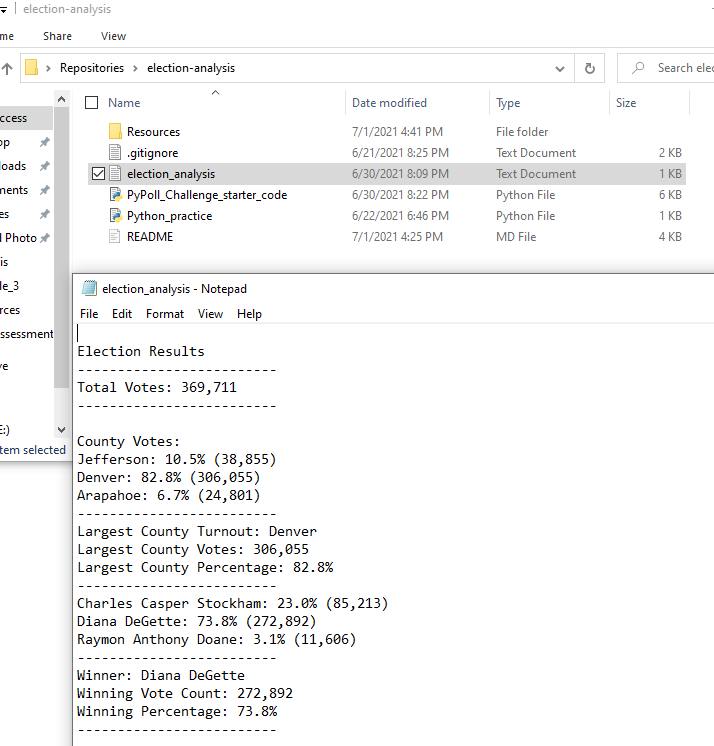 election-analysis
me Share View
Repositories > election-analysis
Search elec
Name Date modified Type Size
ccess
op
loads
ments
es
l Photo
is
le_3
rces
ssessment
ve
E:)
tem selected
Resources 7/1/2021 4:41 PM File folder
.gitignore 6/21/2021 8:25 PM Text Document 2 KB
election_analysis 6/30/2021 8:09 PM Text Document 1 KB
PyPoll_Challenge_starter_code 6/30/2021 8:22 PM Python File 6 KB
Python_practice 6/22/2021 6:46 PM Python File 1 KB
README 7/1/2021 4:25 PM MD File 4 KB
election_analysis - Notepad
File Edit Format View Help
Election Results
-------------------------
Total Votes: 369,711
-------------------------
County Votes:
Jefferson: 10.5% (38,855)
Denver: 82.8% (306,055)
Arapahoe: 6.7% (24,801)
-------------------------
Largest County Turnout: Denver
Largest County Votes: 306,055
Largest County Percentage: 82.8%
-------------------------
Charles Casper Stockham: 23.0% (85,213)
Diana DeGette: 73.8% (272,892)
Raymon Anthony Doane: 3.1% (11,606)
-------------------------
Winner: Diana DeGette
Winning Vote Count: 272,892
Winning Percentage: 73.8%
-------------------------